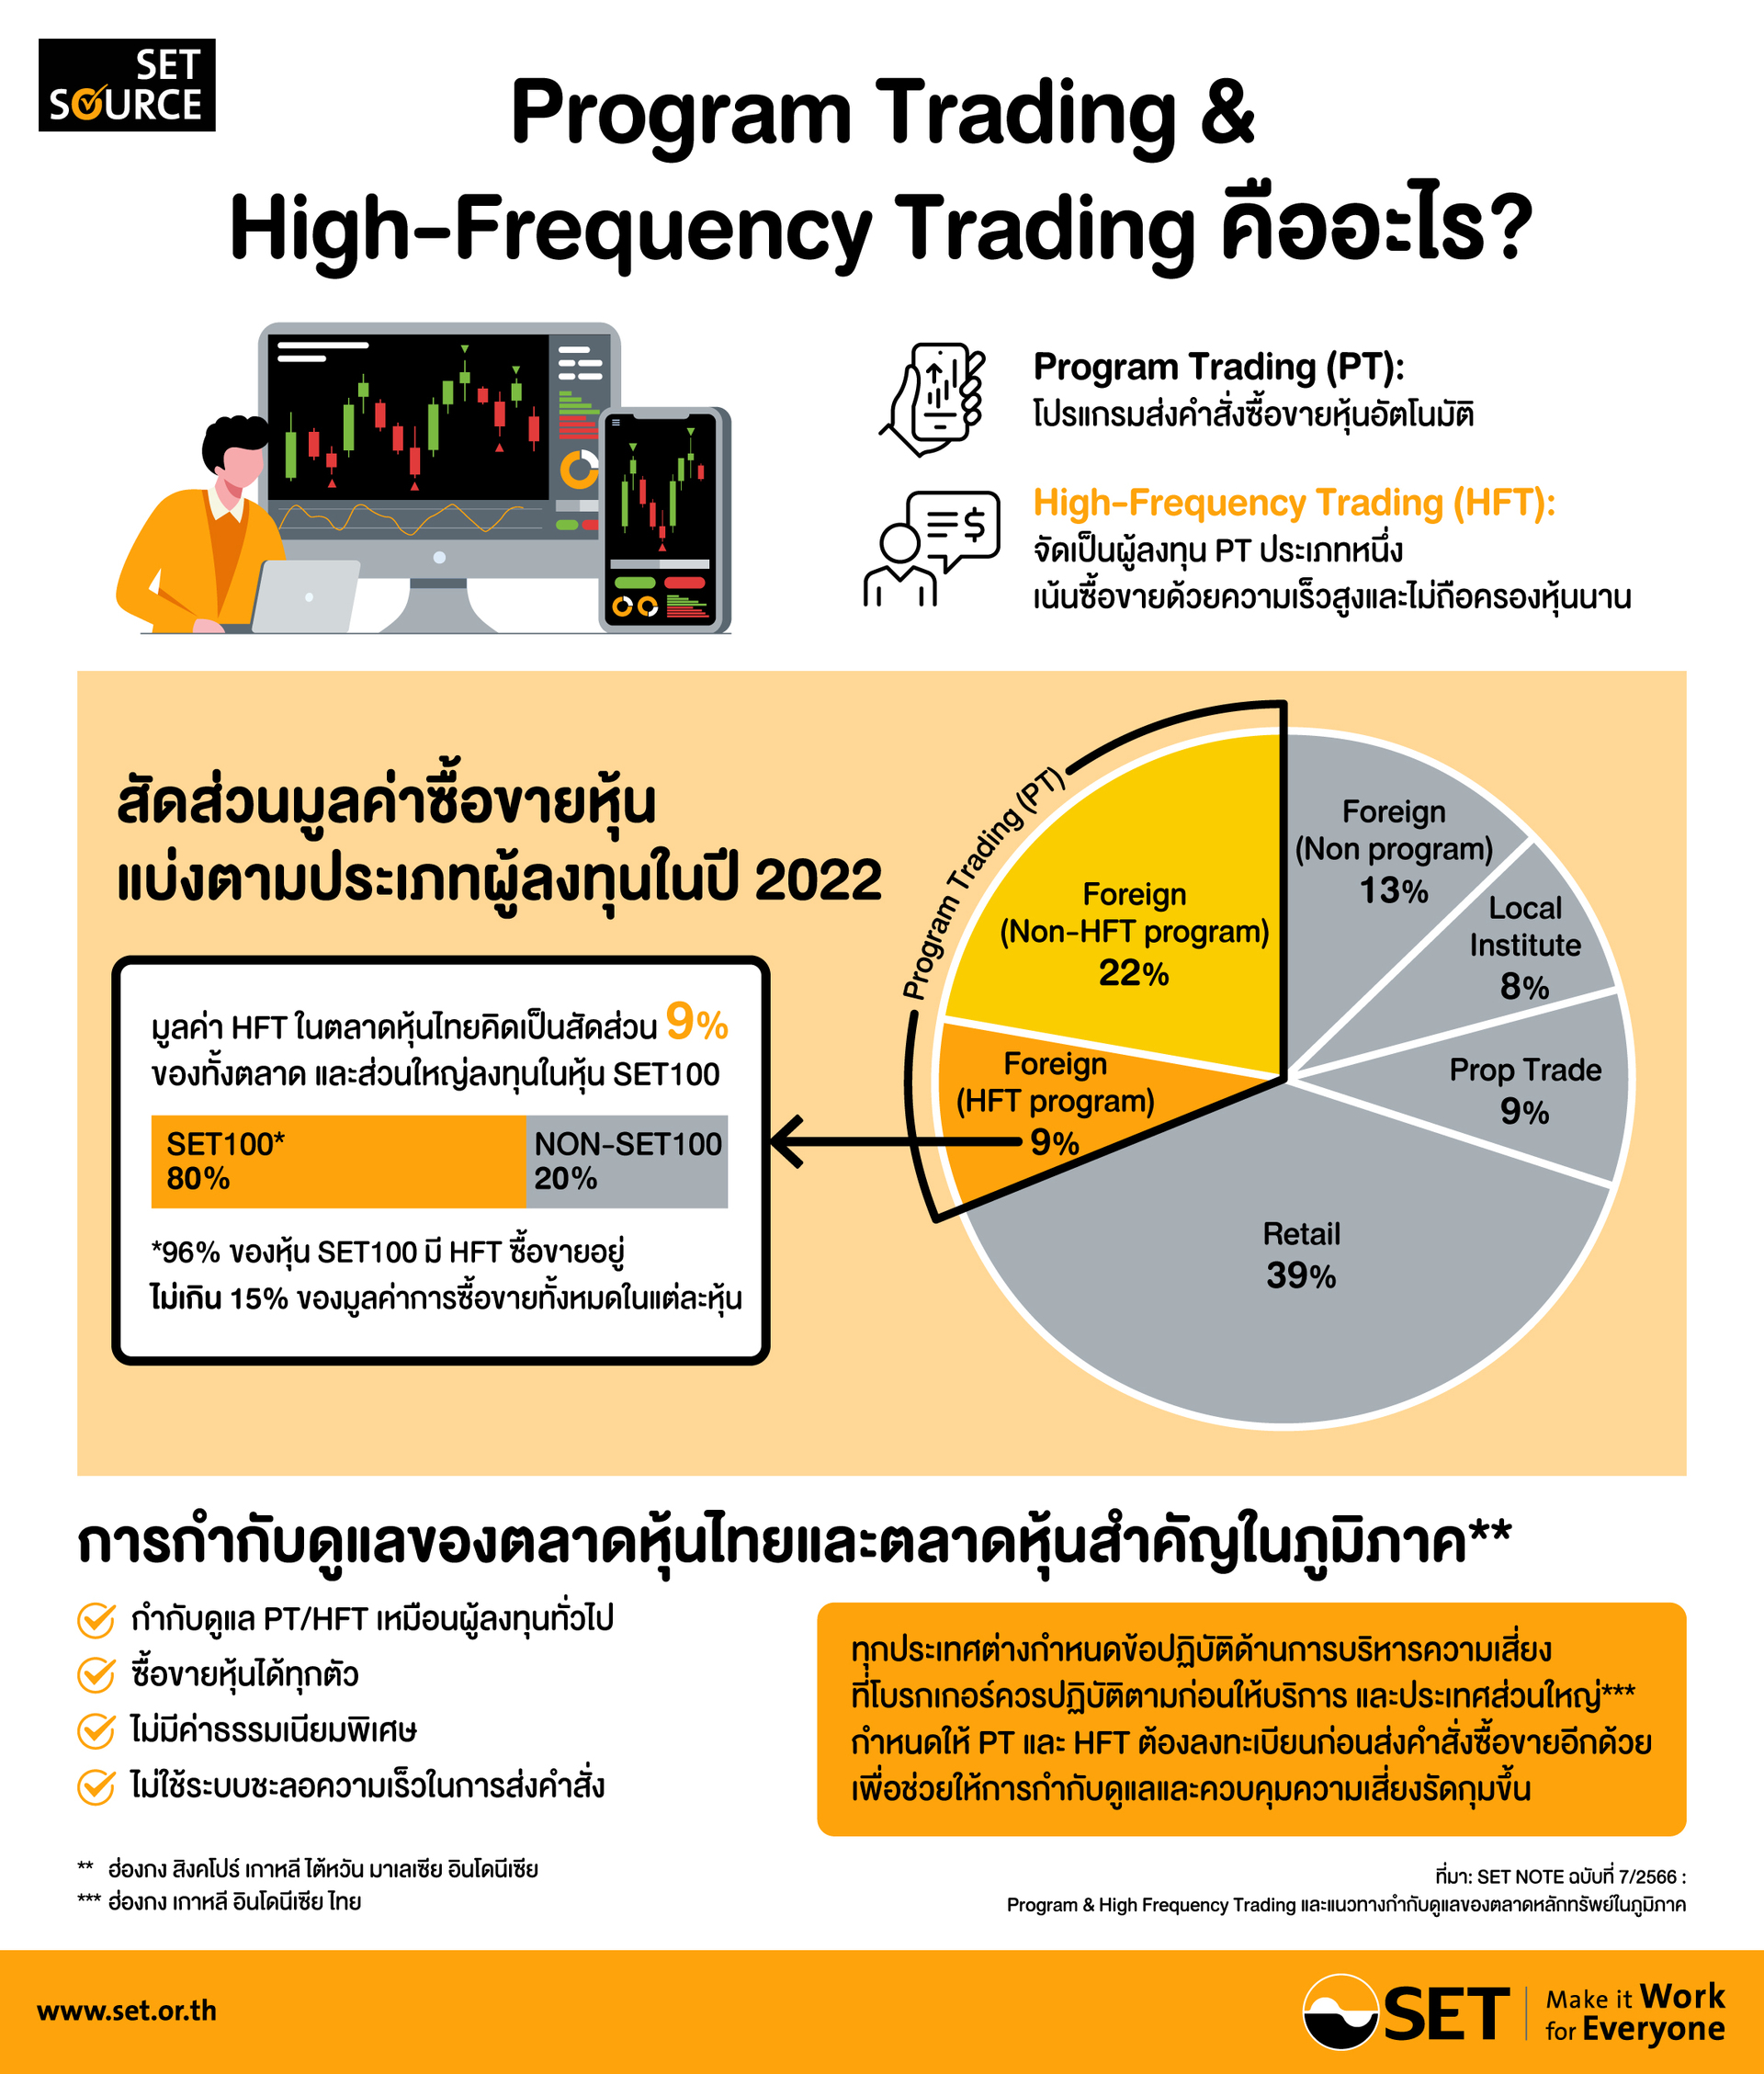 SET
SOURCE
Program Trading &
High-Frequency Trading คืออะไร?
Program Trading (PT):
โปรแกรมส่งคำสั่งซื้อขายหุ้นอัตโนมัติ
High-Frequency Trading (HFT):
จัดเป็นผู้ลงทุน PT ประเภทหนึ่ง
เน้นซื้อขายด้วยความเร็วสูงและไม่ถือครองหุ้นนาน
สัดส่วนมูลค่าซื้อขายหุ้น
แบ่งตามประเภทผู้ลงทุนในปี 2022
มูลค่า HFT ในตลาดหุ้นไทยคิดเป็นสัดส่วน 9%
ของทั้งตลาด และส่วนใหญ่ลงทุนในหุ้น SET100
SET100*
80%
NON-SET100
20%
*96% ของหุ้น SET100 มี HFT ซื้อขายอยู่
ไม่เกิน 15% ของมูลค่าการซื้อขายทั้งหมดในแต่ละหุ้น
Program Trading (PT)
Foreign
(Non-HFT program)
22%
Foreign
(HFT program)
9%
Foreign
(Non program)
13%
Local
Institute
8%
Prop Trade
9%
Retail
39%
การกำกับดูแลของตลาดหุ้นไทยและตลาดหุ้นสำคัญในภูมิภาค**
กำกับดูแล PT/HFT เหมือนผู้ลงทุนทั่วไป
ซื้อขายหุ้นได้ทุกตัว
ไม่มีค่าธรรมเนียมพิเศษ
ไม่ใช้ระบบชะลอความเร็วในการส่งคำสั่ง
ทุกประเทศต่างกำหนดข้อปฏิบัติด้านการบริหารความเสี่ยง
ที่โบรกเกอร์ควรปฏิบัติตามก่อนให้บริการ และประเทศส่วนใหญ่***
กำหนดให้ PT และ HFT ต้องลงทะเบียนก่อนส่งคำสั่งซื้อขายอีกด้วย
เพื่อช่วยให้การกำกับดูแลและควบคุมความเสี่ยงรัดกุมขึ้น
** ฮ่องกง สิงคโปร์ เกาหลี ไต้หวัน มาเลเซีย อินโดนีเซีย
*** ฮ่องกง เกาหลี อินโดนีเซีย ไทย
ที่มา: SET NOTE ฉบับที่ 7/2566 :
Program & High Frequency Trading และแนวทางกำกับดูแลของตลาดหลักทรัพย์ในภูมิภาค
www.set.or.th
SET
Make it Work
for Everyone